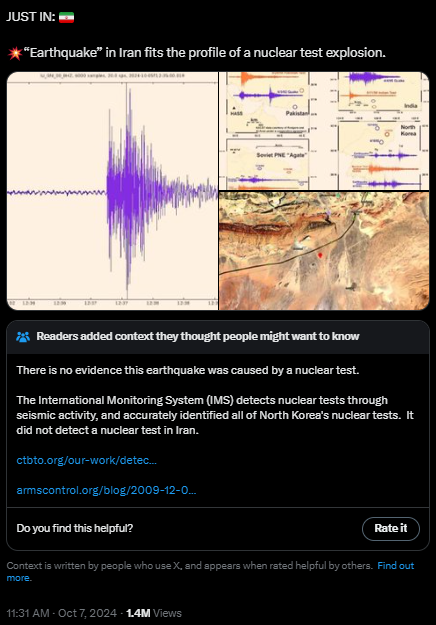 JUST IN:
“Earthquake” in Iran fits the profile of a nuclear test explosion.
HASS
Pakistan
India
Soviet PNE "Agate"
North
Korea
13:36
13:37
Readers added context they thought people might want to know
There is no evidence this earthquake was caused by a nuclear test.
The International Monitoring System (IMS) detects nuclear tests through
seismic activity, and accurately identified all of North Korea's nuclear tests. It
did not detect a nuclear test in Iran.
ctbto.org/our-work/detec...
armscontrol.org/blog/2009-12-0...
Do you find this helpful?
Rate it
Context is written by people who use X, and appears when rated helpful by others. Find out
more.
11:31 AM · Oct 7, 2024 · 1.4M Views